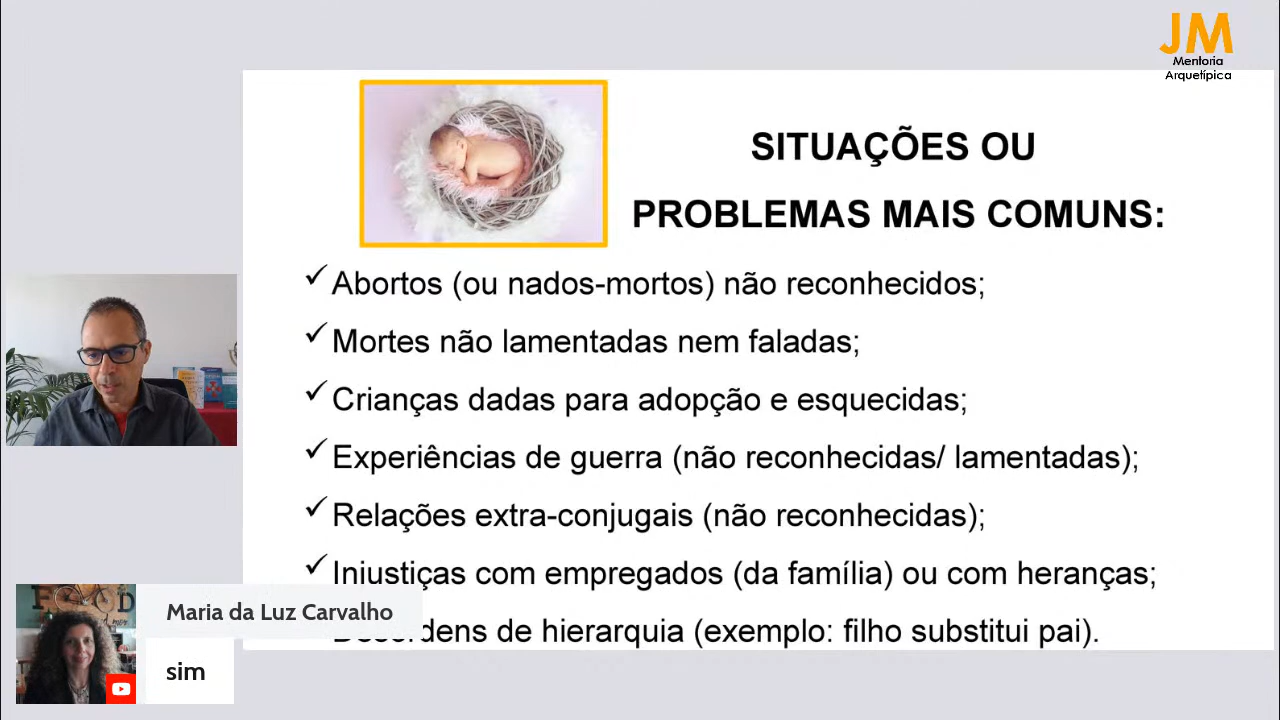 JM
Mentoria
Arquetípica
SITUAÇÕES OU
PROBLEMAS MAIS COMUNS:
Abortos (ou nados-mortos) não reconhecidos;
Mortes não lamentadas nem faladas;
Crianças dadas para adopção e esquecidas;
Experiências de guerra (não reconhecidas/ lamentadas);
Relações extra-conjugais (não reconhecidas);
Injustiças com empregados (da família) ou com heranças;
de hierarquia (exemplo: filho substitui pai).
Maria da Luz Carvalho
sim